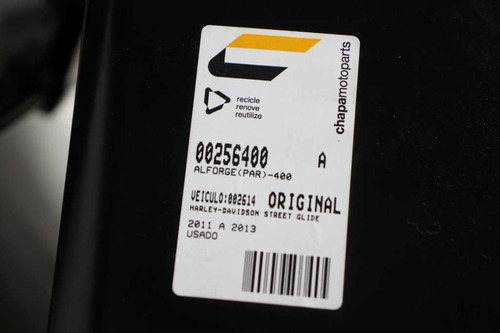 chapamotoparts
recicle
renove
reutilize
00256400 A
ALFORGE(PAR)-400
VEICULO:002614 ORIGINAL
HARLEY-DAVIDSON STREET GLIDE
2011 A 2013
USADO